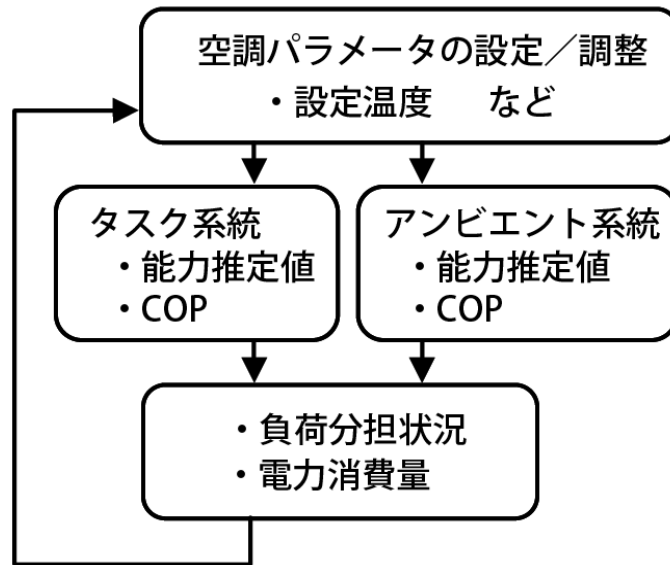 空調パラメータの設定／調整
・設定温度　など
タスク系統
・能力推定値
・COP
アンビエント系統
・能力推定値
・COP
・負荷分担状況
・電力消費量